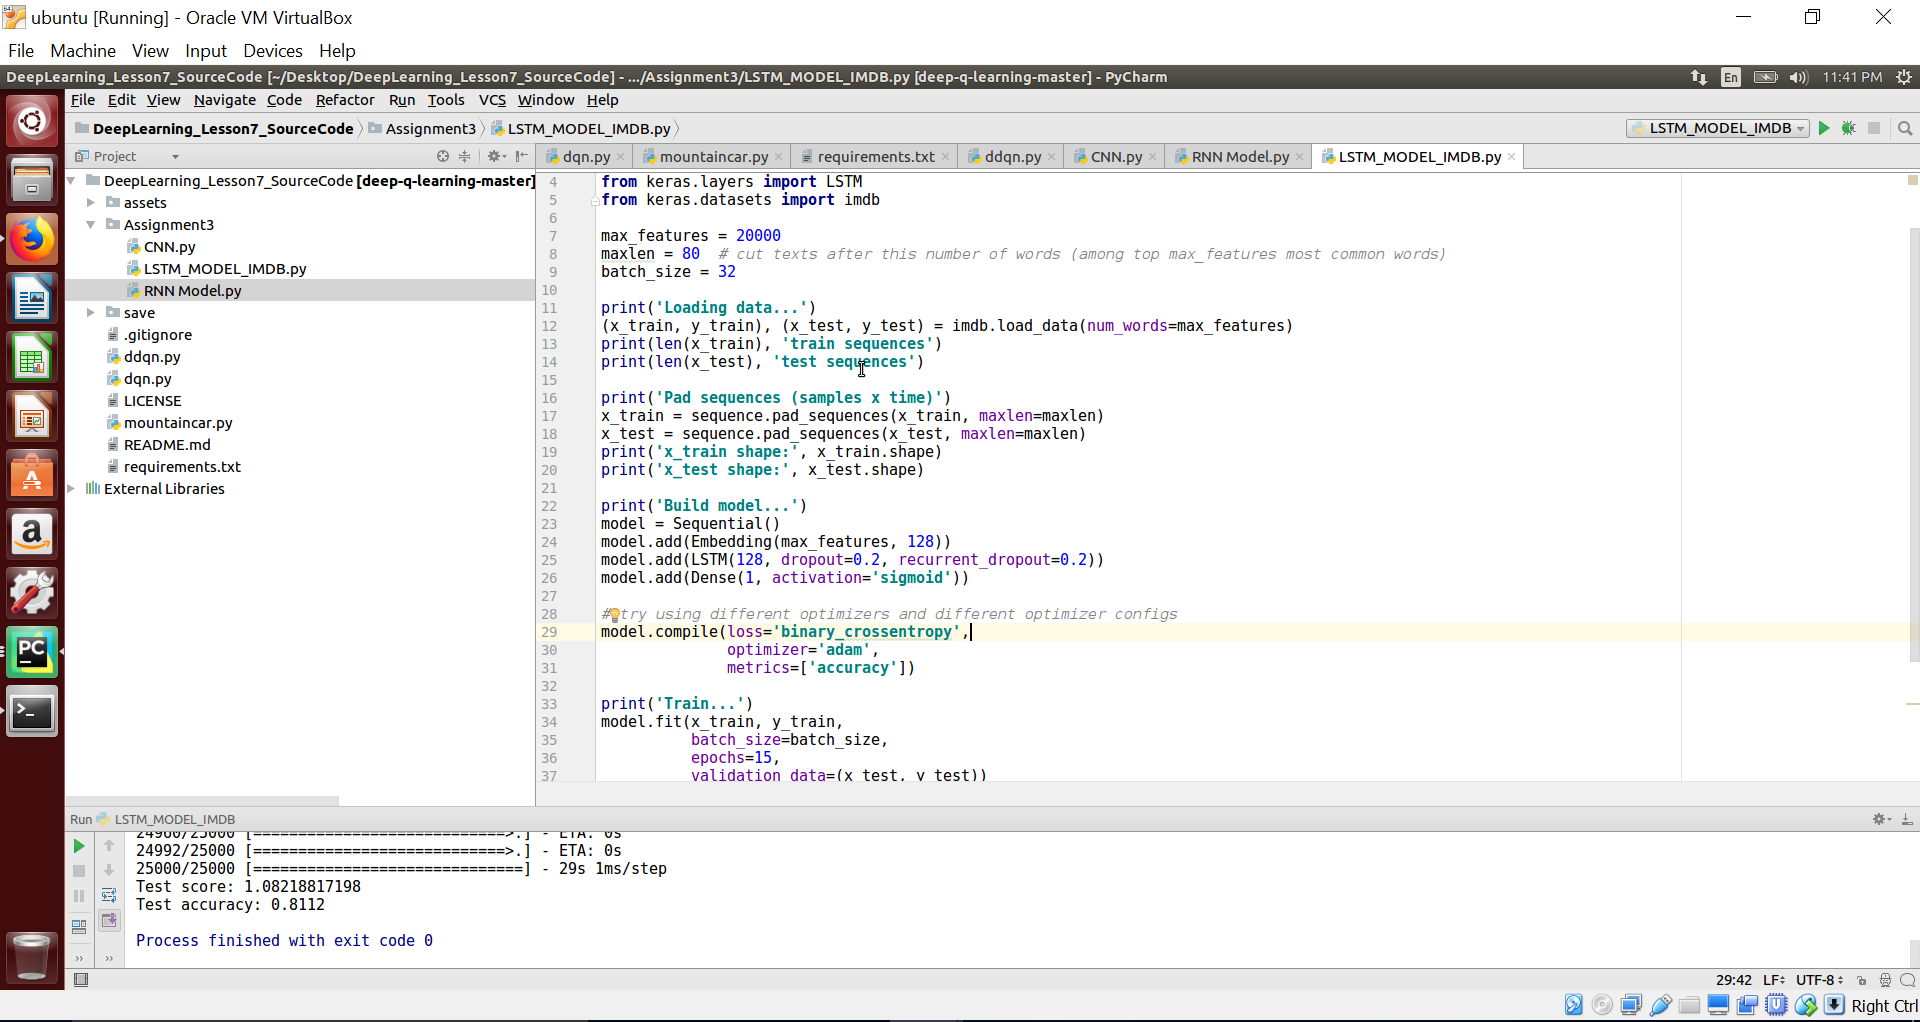 ubuntu [Running] - Oracle VM VirtualBox
File Machine View Input Devices Help
DeepLearning_Lesson7_SourceCode [~/Desktop/DeepLearning_Lesson7_SourceCode] - .../Assignment3/LSTM_MODEL_IMDB.py [deep-q-learning-master] - PyCharm
En 11:41 PM
File Edit View Navigate Code Refactor Run Tools VCS Window Help
DeepLearning_Lesson7_SourceCode Assignment3 LSTM_MODEL_IMDB.py
LSTM_MODEL_IMDB
Project
dqn.py mountaincar.py requirements.txt ddqn.py CNN.py RNN Model.py LSTM_MODEL_IMDB.py
DeepLearning_Lesson7_SourceCode [deep-q-learning-master]
assets
Assignment3
CNN.py
LSTM_MODEL_IMDB.py
RNN Model.py
save
.gitignore
ddqn.py
dqn.py
LICENSE
mountaincar.py
README.md
requirements.txt
External Libraries
4 from keras.layers import LSTM
5 from keras.datasets import imdb
6
7 max_features = 20000
8 maxlen = 80  # cut texts after this number of words (among top max_features most common words)
9 batch_size = 32
10
11 print('Loading data...')
12 (x_train, y_train), (x_test, y_test) = imdb.load_data(num_words=max_features)
13 print(len(x_train), 'train sequences')
14 print(len(x_test), 'test sequences')
15
16 print('Pad sequences (samples x time)')
17 x_train = sequence.pad_sequences(x_train, maxlen=maxlen)
18 x_test = sequence.pad_sequences(x_test, maxlen=maxlen)
19 print('x_train shape:', x_train.shape)
20 print('x_test shape:', x_test.shape)
21
22 print('Build model...')
23 model = Sequential()
24 model.add(Embedding(max_features, 128))
25 model.add(LSTM(128, dropout=0.2, recurrent_dropout=0.2))
26 model.add(Dense(1, activation='sigmoid'))
27
28 # try using different optimizers and different optimizer configs
29 model.compile(loss='binary_crossentropy',
30 optimizer='adam',
31 metrics=['accuracy'])
32
33 print('Train...')
34 model.fit(x_train, y_train,
35 batch_size=batch_size,
36 epochs=15,
37 validation_data=(x_test, y_test))
Run LSTM_MODEL_IMDB
24960/25000 [============================>.] - ETA: 0s
24992/25000 [============================>.] - ETA: 0s
25000/25000 [==============================] - 29s 1ms/step
Test score: 1.08218817198
Test accuracy: 0.8112
Process finished with exit code 0
29:42 LF UTF-8
Right Ctrl